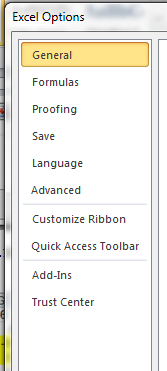 Excel Options
General
Formulas
Proofing
Save
Language
Advanced
Customize Ribbon
Quick Access Toolbar
Add-Ins
Trust Center